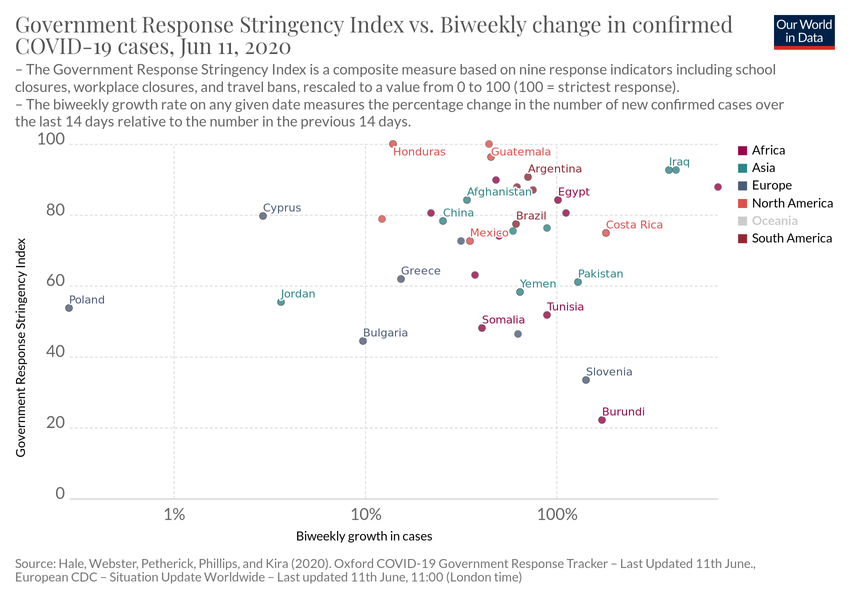 Government Response Stringency Index vs. Biweekly change in confirmed
COVID-19 cases, Jun 11, 2020
Our World
in Data
– The Government Response Stringency Index is a composite measure based on nine response indicators including school
closures, workplace closures, and travel bans, rescaled to a value from 0 to 100 (100 = strictest response).
– The biweekly growth rate on any given date measures the percentage change in the number of new confirmed cases over
the last 14 days relative to the number in the previous 14 days.
100
80
60
40
20
0
Government Response Stringency Index
Honduras
Guatemala
Argentina
Iraq
Afghanistan
Egypt
Cyprus
China
Brazil
Mexico
Costa Rica
Greece
Pakistan
Poland
Jordan
Yemen
Tunisia
Somalia
Bulgaria
Slovenia
Burundi
1%
10%
100%
Biweekly growth in cases
Africa
Asia
Europe
North America
Oceania
South America
Source: Hale, Webster, Petherick, Phillips, and Kira (2020). Oxford COVID-19 Government Response Tracker – Last Updated 11th June.,
European CDC – Situation Update Worldwide – Last updated 11th June, 11:00 (London time)